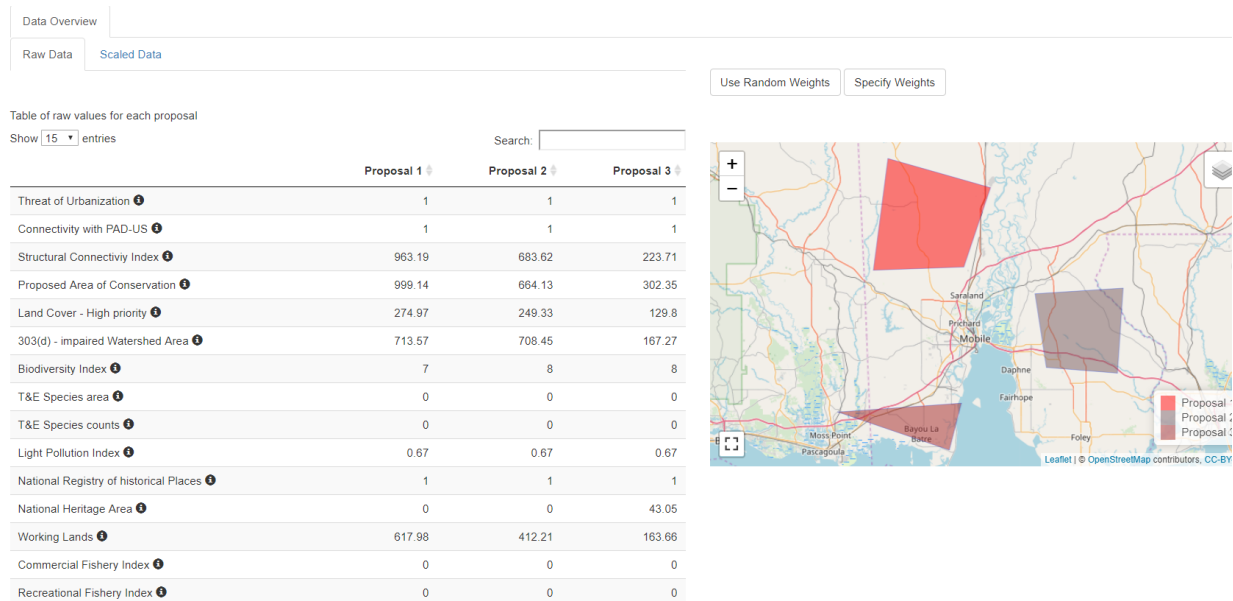 Data Overview
Raw Data Scaled Data
Use Random Weights Specify Weights
Table of raw values for each proposal
Show 15 entries Search:
Proposal 1 Proposal 2 Proposal 3
Threat of Urbanization 1 1 1
Connectivity with PAD-US 1 1 1
Structural Connectiviy Index 963.19 683.62 223.71
Proposed Area of Conservation 999.14 664.13 302.35
Land Cover - High priority 274.97 249.33 129.8
303(d) - impaired Watershed Area 713.57 708.45 167.27
Biodiversity Index 7 8 8
T&E Species area 0 0 0
T&E Species counts 0 0 0
Light Pollution Index 0.67 0.67 0.67
National Registry of historical Places 1 1 1
National Heritage Area 0 0 43.05
Working Lands 617.98 412.21 163.66
Commercial Fishery Index 0 0 0
Recreational Fishery Index 0 0 0
+
−
Saraland
Prichard
Mobile
Daphne
Fairhope
Bayou La
Batre
Moss Point
Pascagoula
Foley
Proposal 1
Proposal 2
Proposal 3
Leaflet | © OpenStreetMap contributors, CC-BY